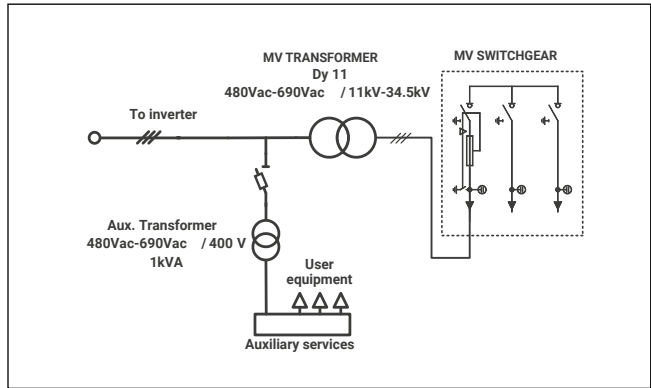 MV TRANSFORMER
Dy 11
480Vac-690Vac / 11kV-34.5kV
MV SWITCHGEAR
To inverter
Aux. Transformer
480Vac-690Vac / 400 V
1kVA
User
equipment
Auxiliary services